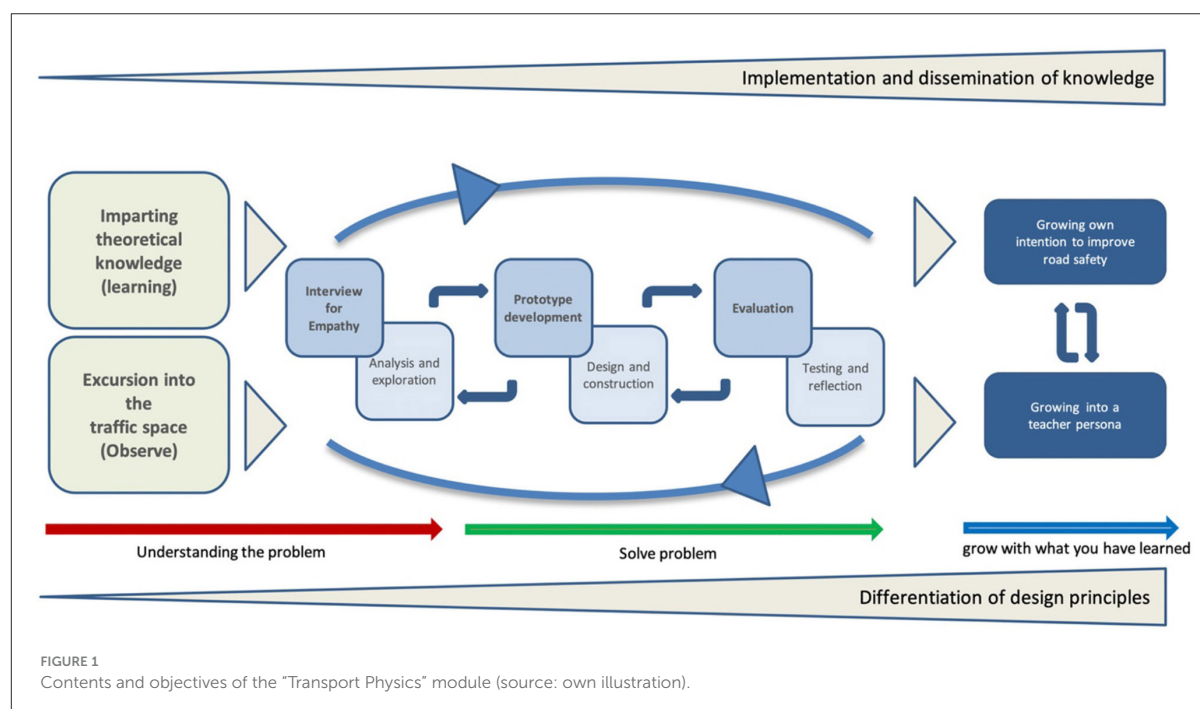 Implementation and dissemination of knowledge
Imparting
theoretical
knowledge
(learning)
Excursion into
the
traffic space
(Observe)
Interview
for
Empathy
Analysis and
exploration
Prototype
development
Design and
construction
Evaluation
Testing and
reflection
Growing own
intention to improve
road safety
Growing into a
teacher persona
Understanding the problem
Solve problem
grow with what you have learned
Differentiation of design principles
FIGURE 1
Contents and objectives of the “Transport Physics” module (source: own illustration).